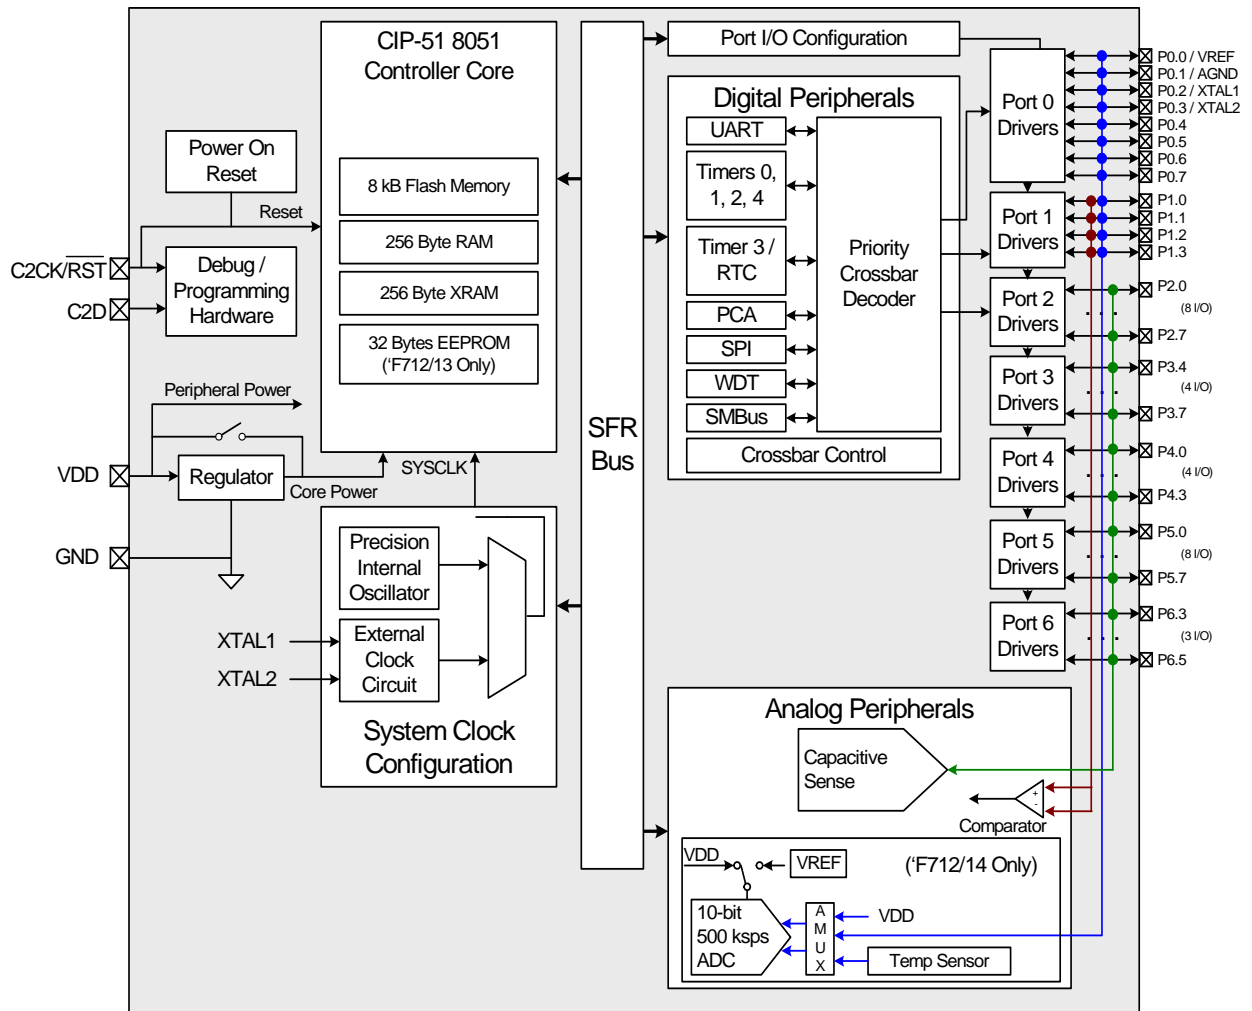 CIP-51 8051
Controller Core
8 kB Flash Memory
256 Byte RAM
256 Byte XRAM
32 Bytes EEPROM
(‘F712/13 Only)
Power On
Reset
Reset
C2CK/RST
C2D
Debug /
Programming
Hardware
Peripheral Power
VDD
Regulator
Core Power
SYSCLK
GND
Precision
Internal
Oscillator
XTAL1
XTAL2
External
Clock
Circuit
System Clock
Configuration
SFR
Bus
Port I/O Configuration
Digital Peripherals
UART
Timers 0,
1, 2, 4
Timer 3 /
RTC
PCA
SPI
WDT
SMBus
Priority
Crossbar
Decoder
Crossbar Control
Port 0
Drivers
Port 1
Drivers
Port 2
Drivers
Port 3
Drivers
Port 4
Drivers
Port 5
Drivers
Port 6
Drivers
P0.0 / VREF
P0.1 / AGND
P0.2 / XTAL1
P0.3 / XTAL2
P0.4
P0.5
P0.6
P0.7
P1.0
P1.1
P1.2
P1.3
P2.0
(8 I/O)
P2.7
P3.4
(4 I/O)
P3.7
P4.0
(4 I/O)
P4.3
P5.0
(8 I/O)
P5.7
P6.3
(3 I/O)
P6.5
Analog Peripherals
Capacitive
Sense
+
-
Comparator
VDD
VREF
(‘F712/14 Only)
10-bit
500 ksps
ADC
A
M
U
X
VDD
Temp Sensor